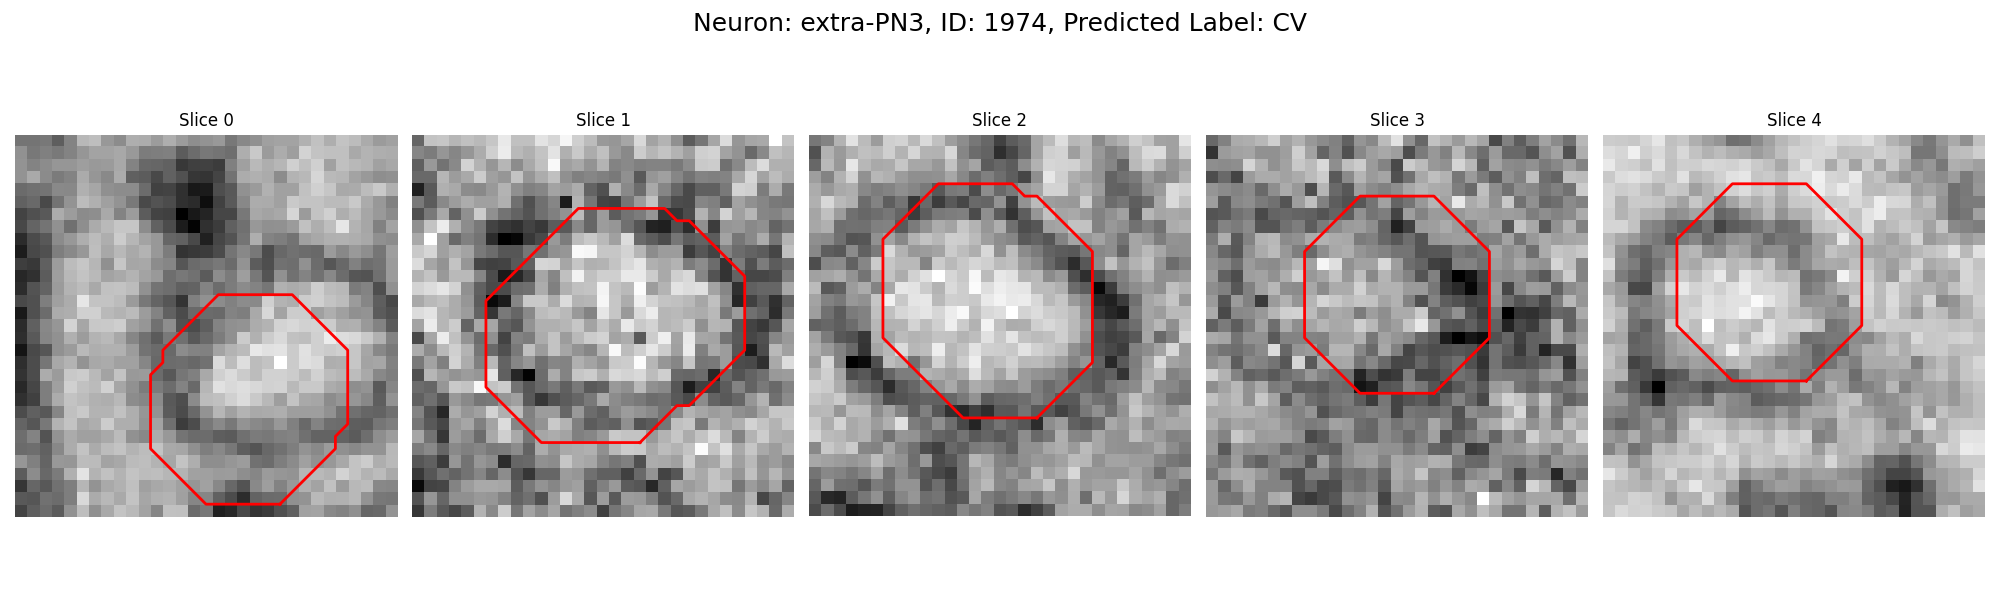 Neuron: extra-PN3, ID: 1974, Predicted Label: CV
Slice 0
Slice 1
Slice 2
Slice 3
Slice 4